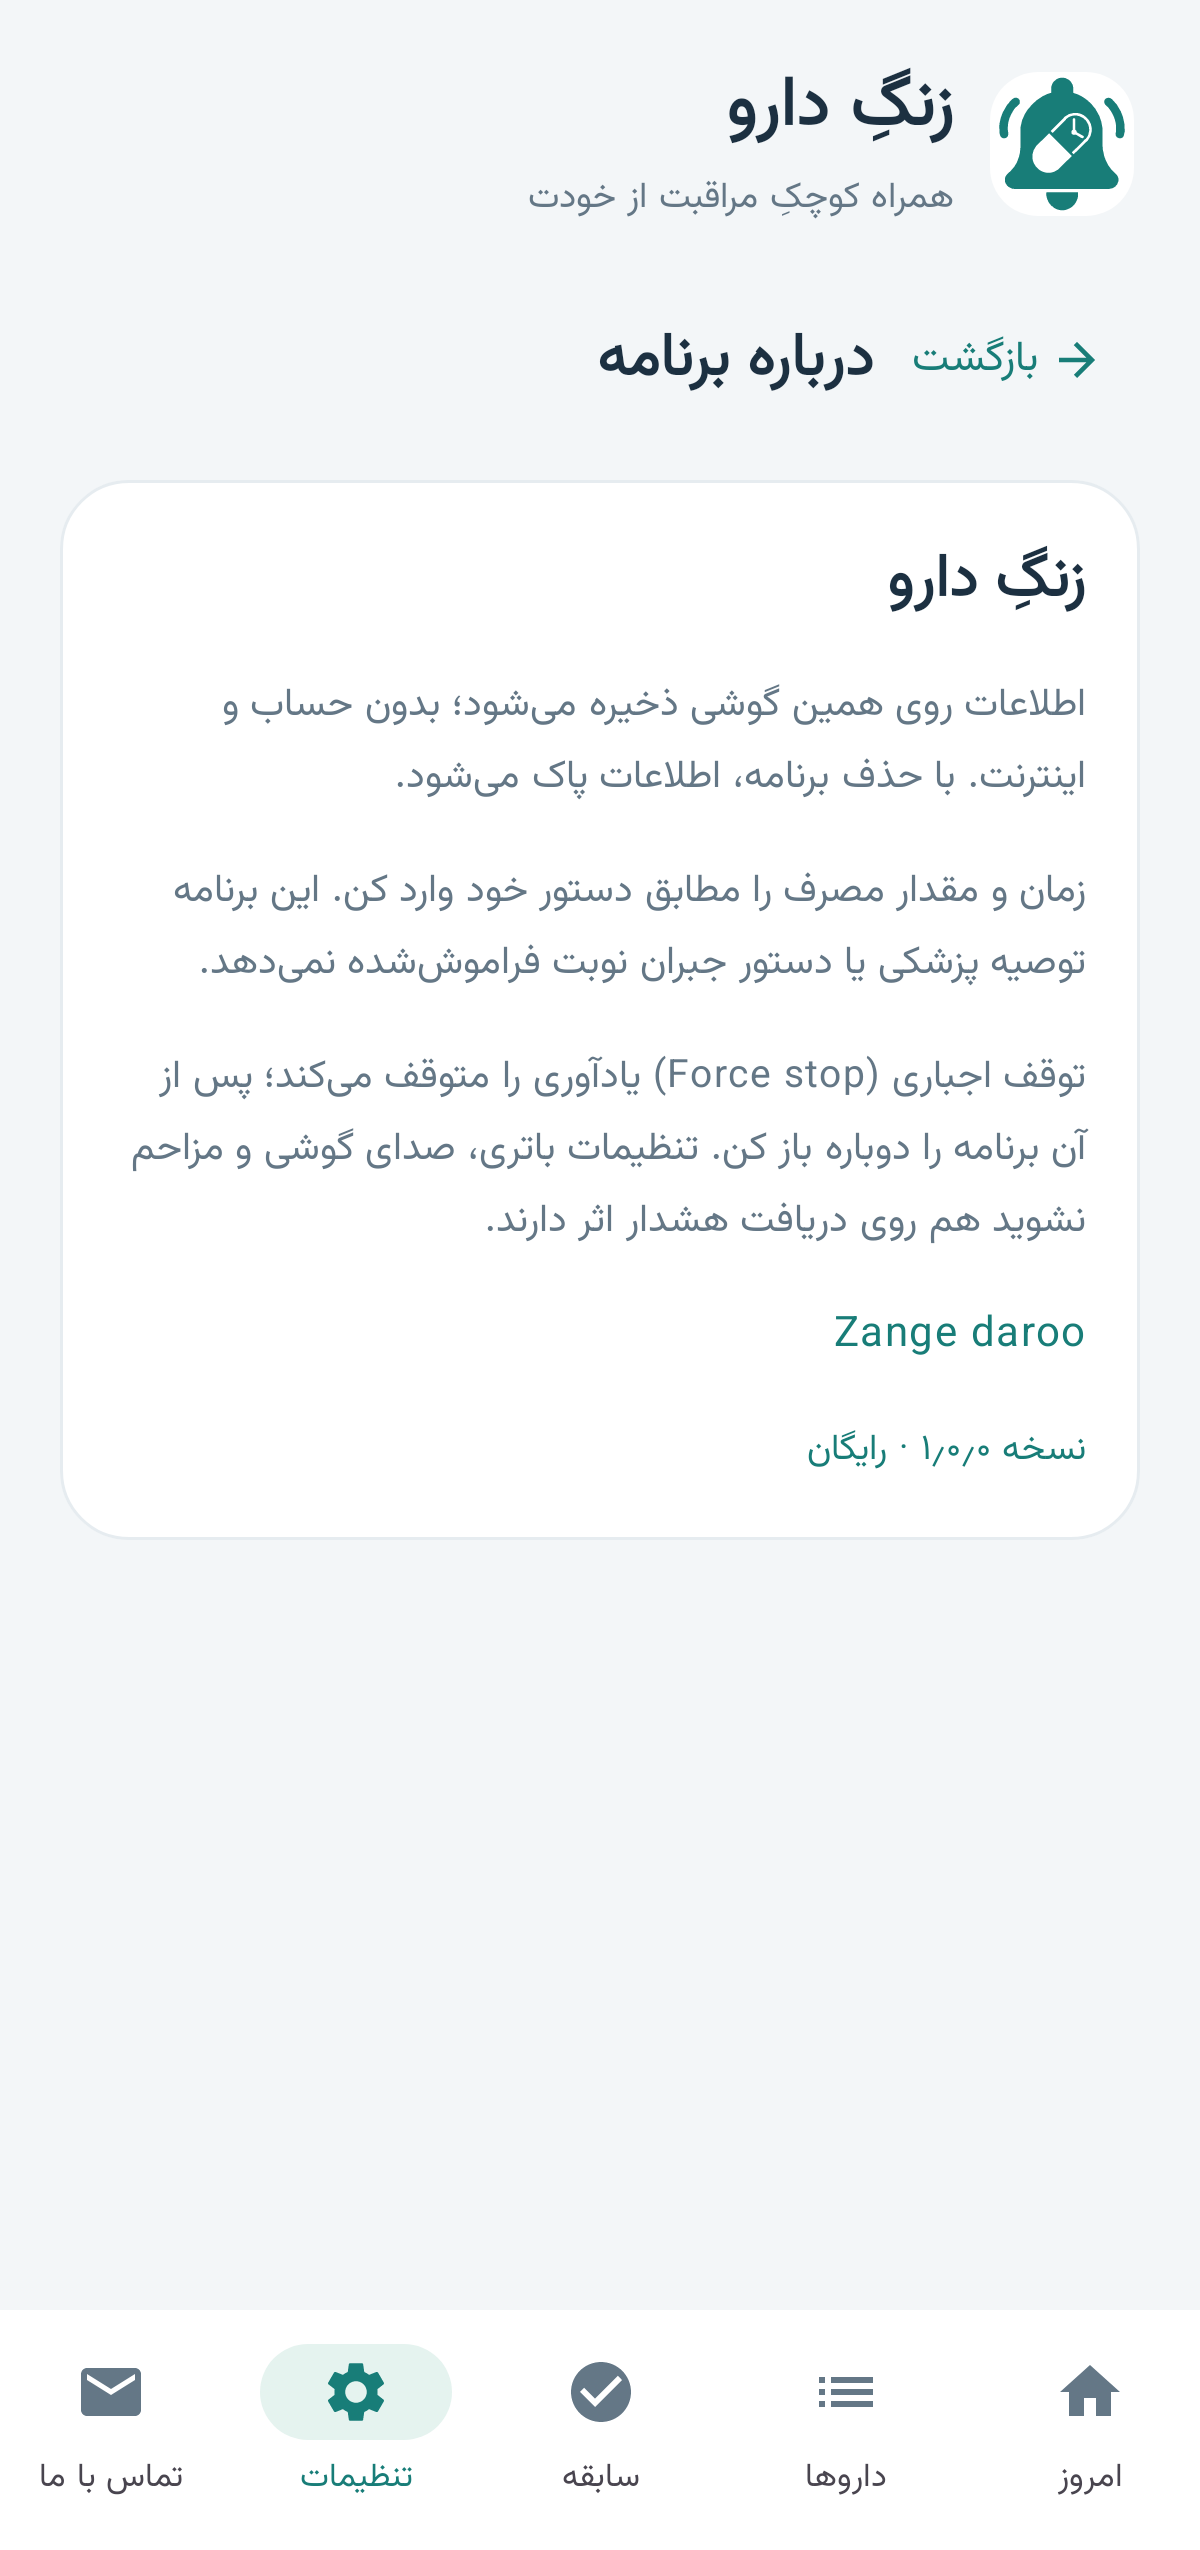 زنگِ دارو
همراه کوچکِ مراقبت از خودت
بازگشت
درباره برنامه
زنگِ دارو
اطلاعات روی همین گوشی ذخیره می‌شود؛ بدون حساب و
اینترنت. با حذف برنامه، اطلاعات پاک می‌شود.
زمان و مقدار مصرف را مطابق دستور خود وارد کن. این برنامه
توصیه پزشکی یا دستور جبران نوبت فراموش‌شده نمی‌دهد.
توقف اجباری (Force stop) یادآوری را متوقف می‌کند؛ پس از
آن برنامه را دوباره باز کن. تنظیمات باتری، صدای گوشی و مزاحم
نشوید هم روی دریافت هشدار اثر دارند.
Zange daroo
نسخه ۱٫۰٫۰ · رایگان
امروز
داروها
سابقه
تنظیمات
تماس با ما